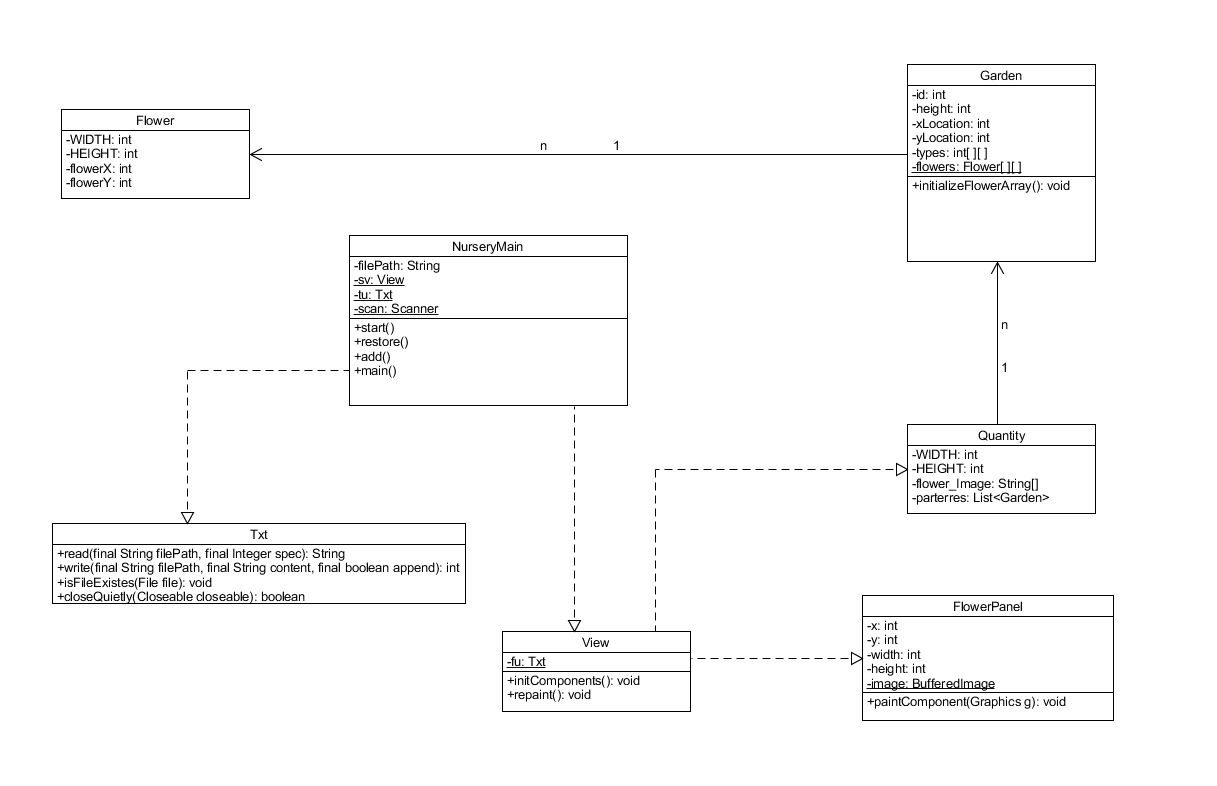 Garden
-id: int
-height: int
-xLocation: int
-yLocation: int
-types: int[ ][ ]
-flowers: Flower[ ][ ]
+initializeFlowerArray(): void
Flower
-WIDTH: int
-HEIGHT: int
-flowerX: int
-flowerY: int
n 1
NurseryMain
-filePath: String
-sv: View
-tu: Txt
-scan: Scanner
+start()
+restore()
+add()
+main()
n
1
Quantity
-WIDTH: int
-HEIGHT: int
-flower_Image: String[]
-parterres: List<Garden>
Txt
+read(final String filePath, final Integer spec): String
+write(final String filePath, final String content, final boolean append): int
+isFileExistes(File file): void
+closeQuietly(Closeable closeable): boolean
View
-fu: Txt
+initComponents(): void
+repaint(): void
FlowerPanel
-x: int
-y: int
-width: int
-height: int
-image: BufferedImage
+paintComponent(Graphics g): void